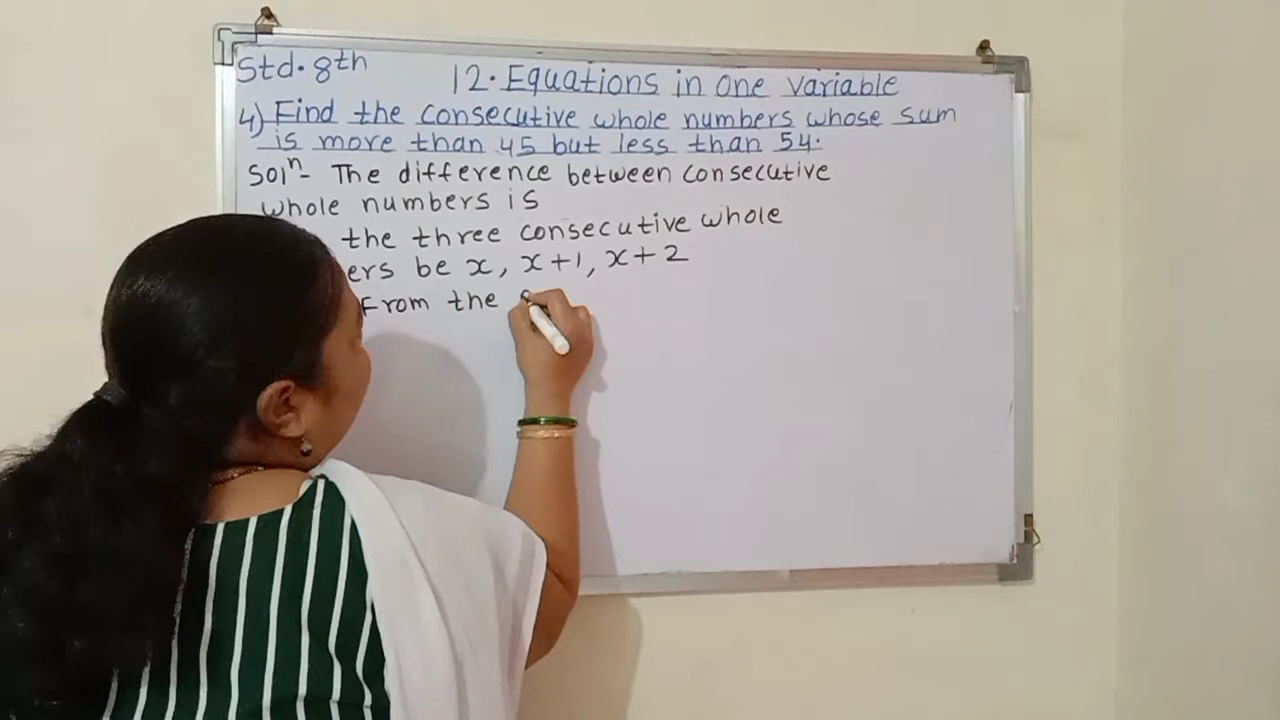 Std. 8th
12. Equations in one variable
4) Find the consecutive whole numbers whose sum
is more than 45 but less than 54.
Solⁿ- The difference between consecutive
whole numbers is
the three consecutive whole
ers be x, x+1, x+2
From the